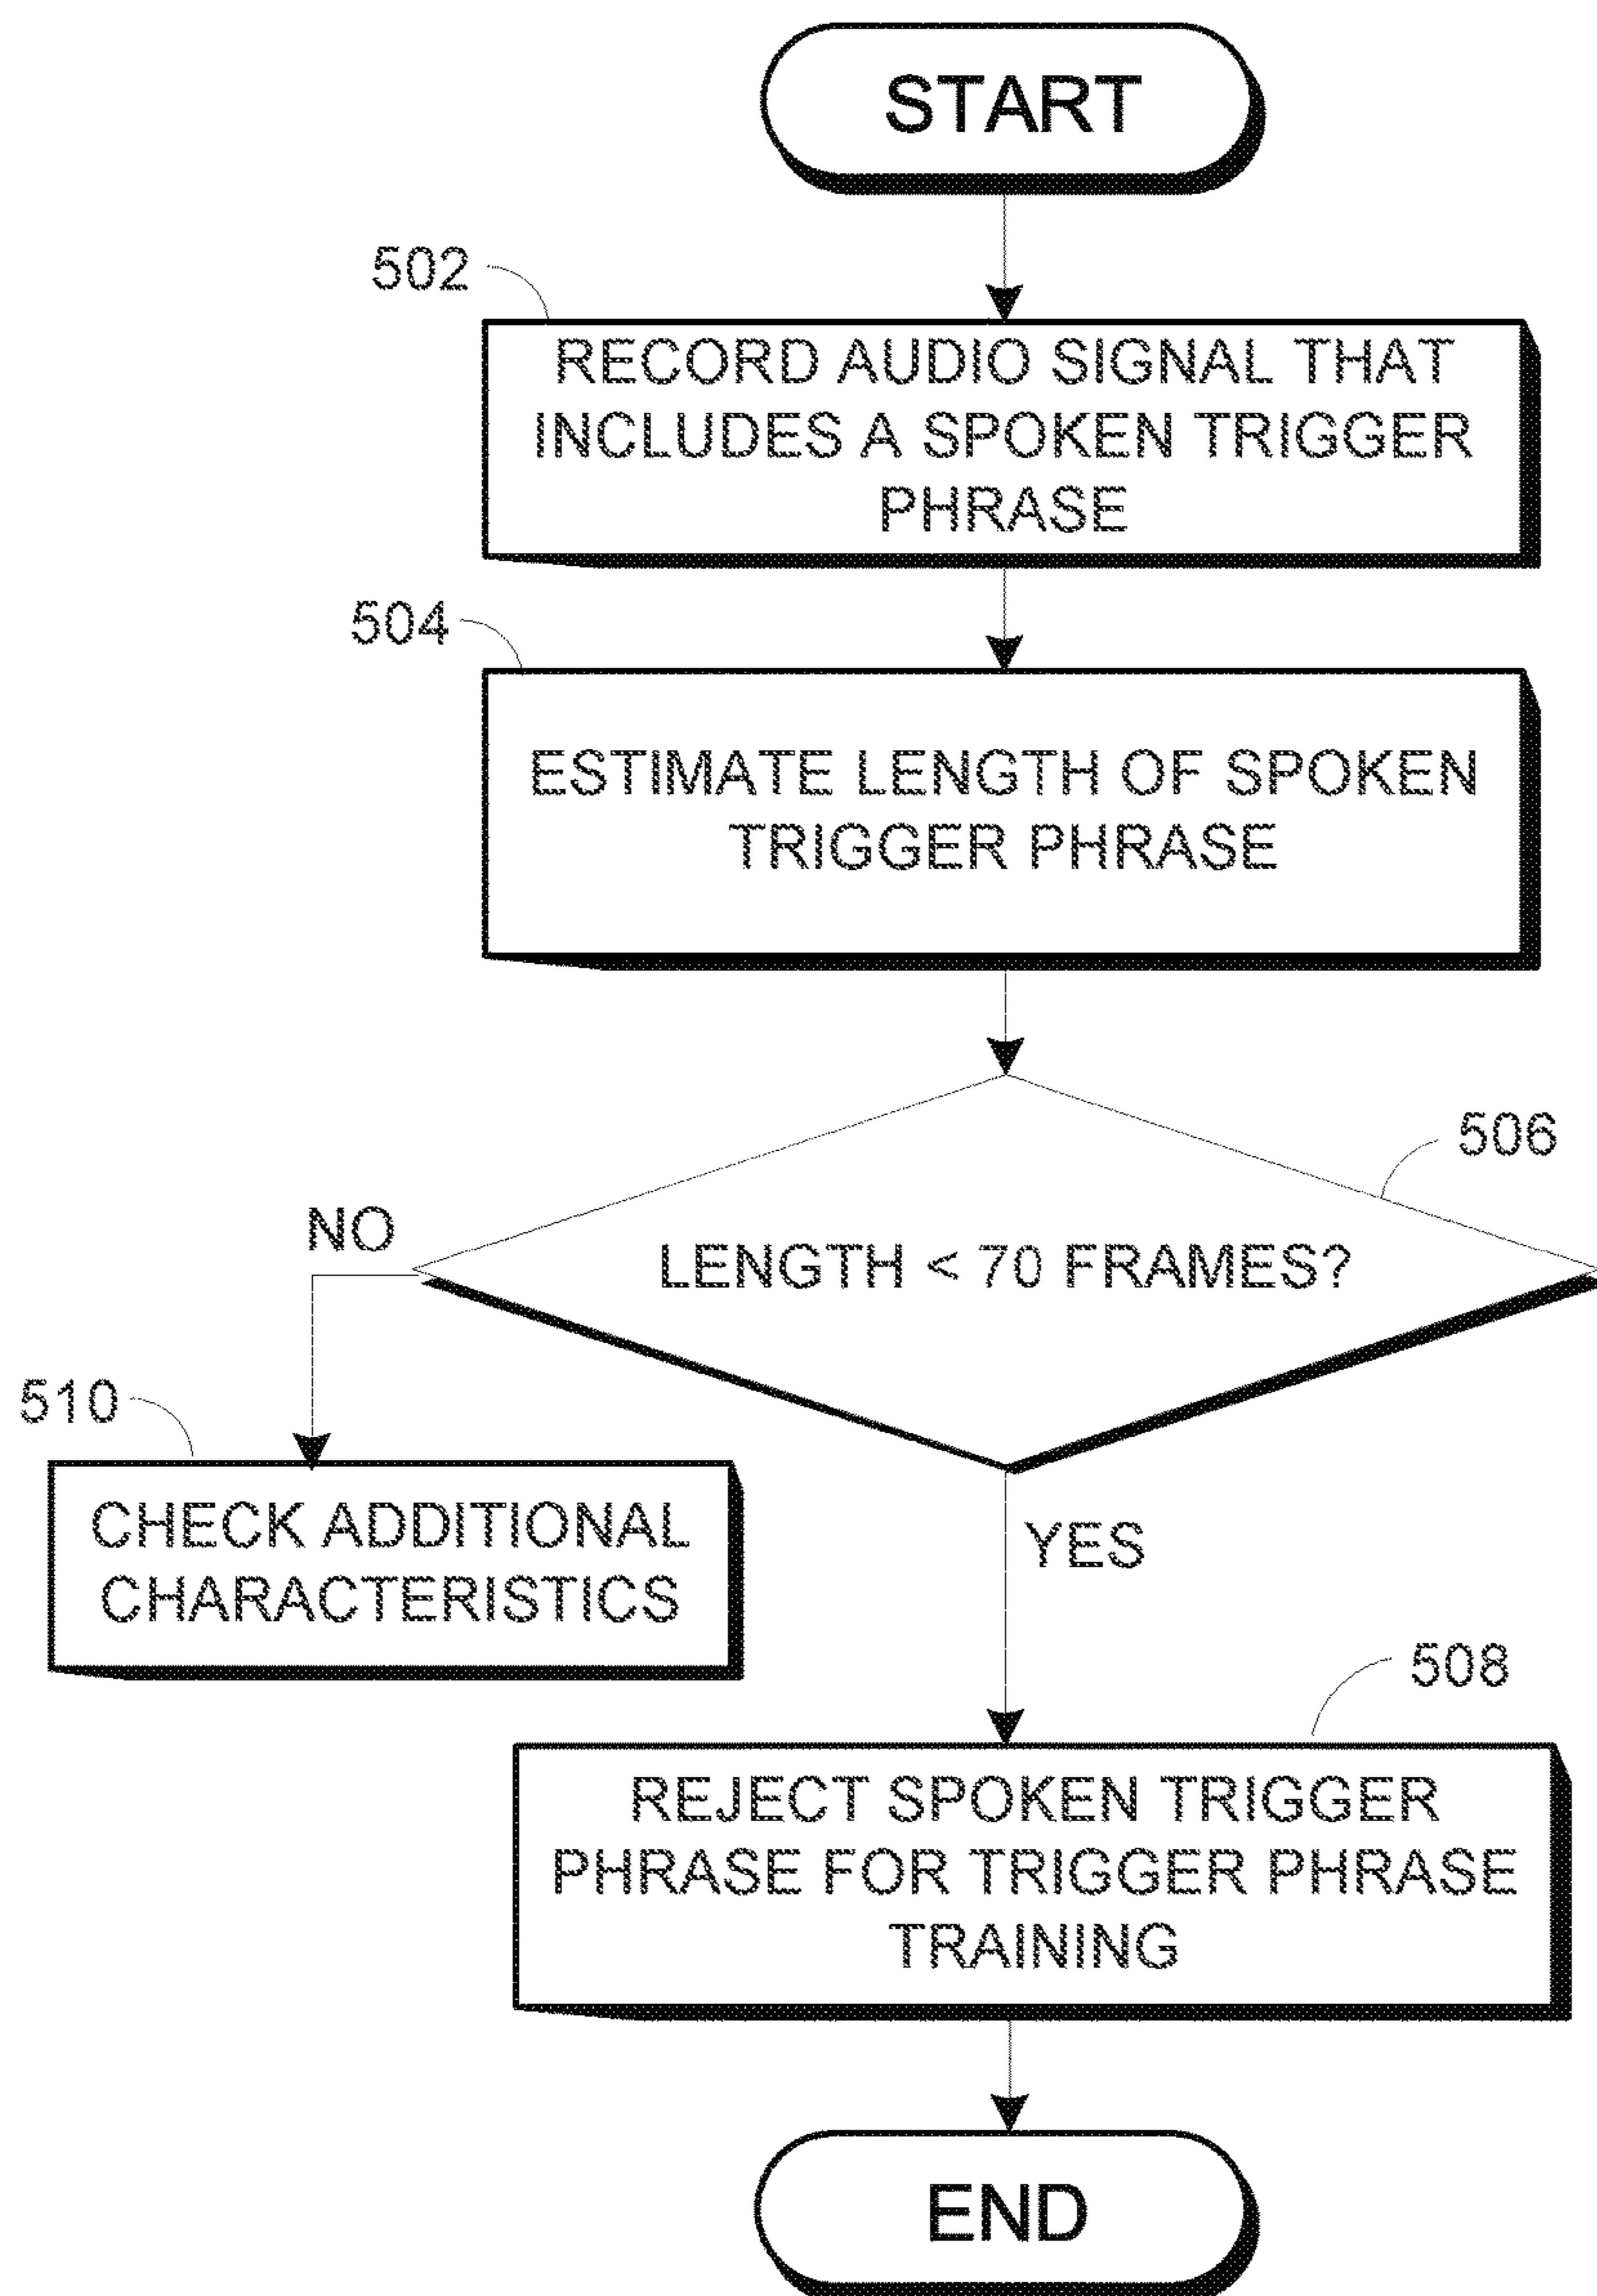 START
502
RECORD AUDIO SIGNAL THAT
INCLUDES A SPOKEN TRIGGER
PHRASE
504
ESTIMATE LENGTH OF SPOKEN
TRIGGER PHRASE
506
LENGTH < 70 FRAMES?
NO
510
CHECK ADDITIONAL
CHARACTERISTICS
YES
508
REJECT SPOKEN TRIGGER
PHRASE FOR TRIGGER PHRASE
TRAINING
END